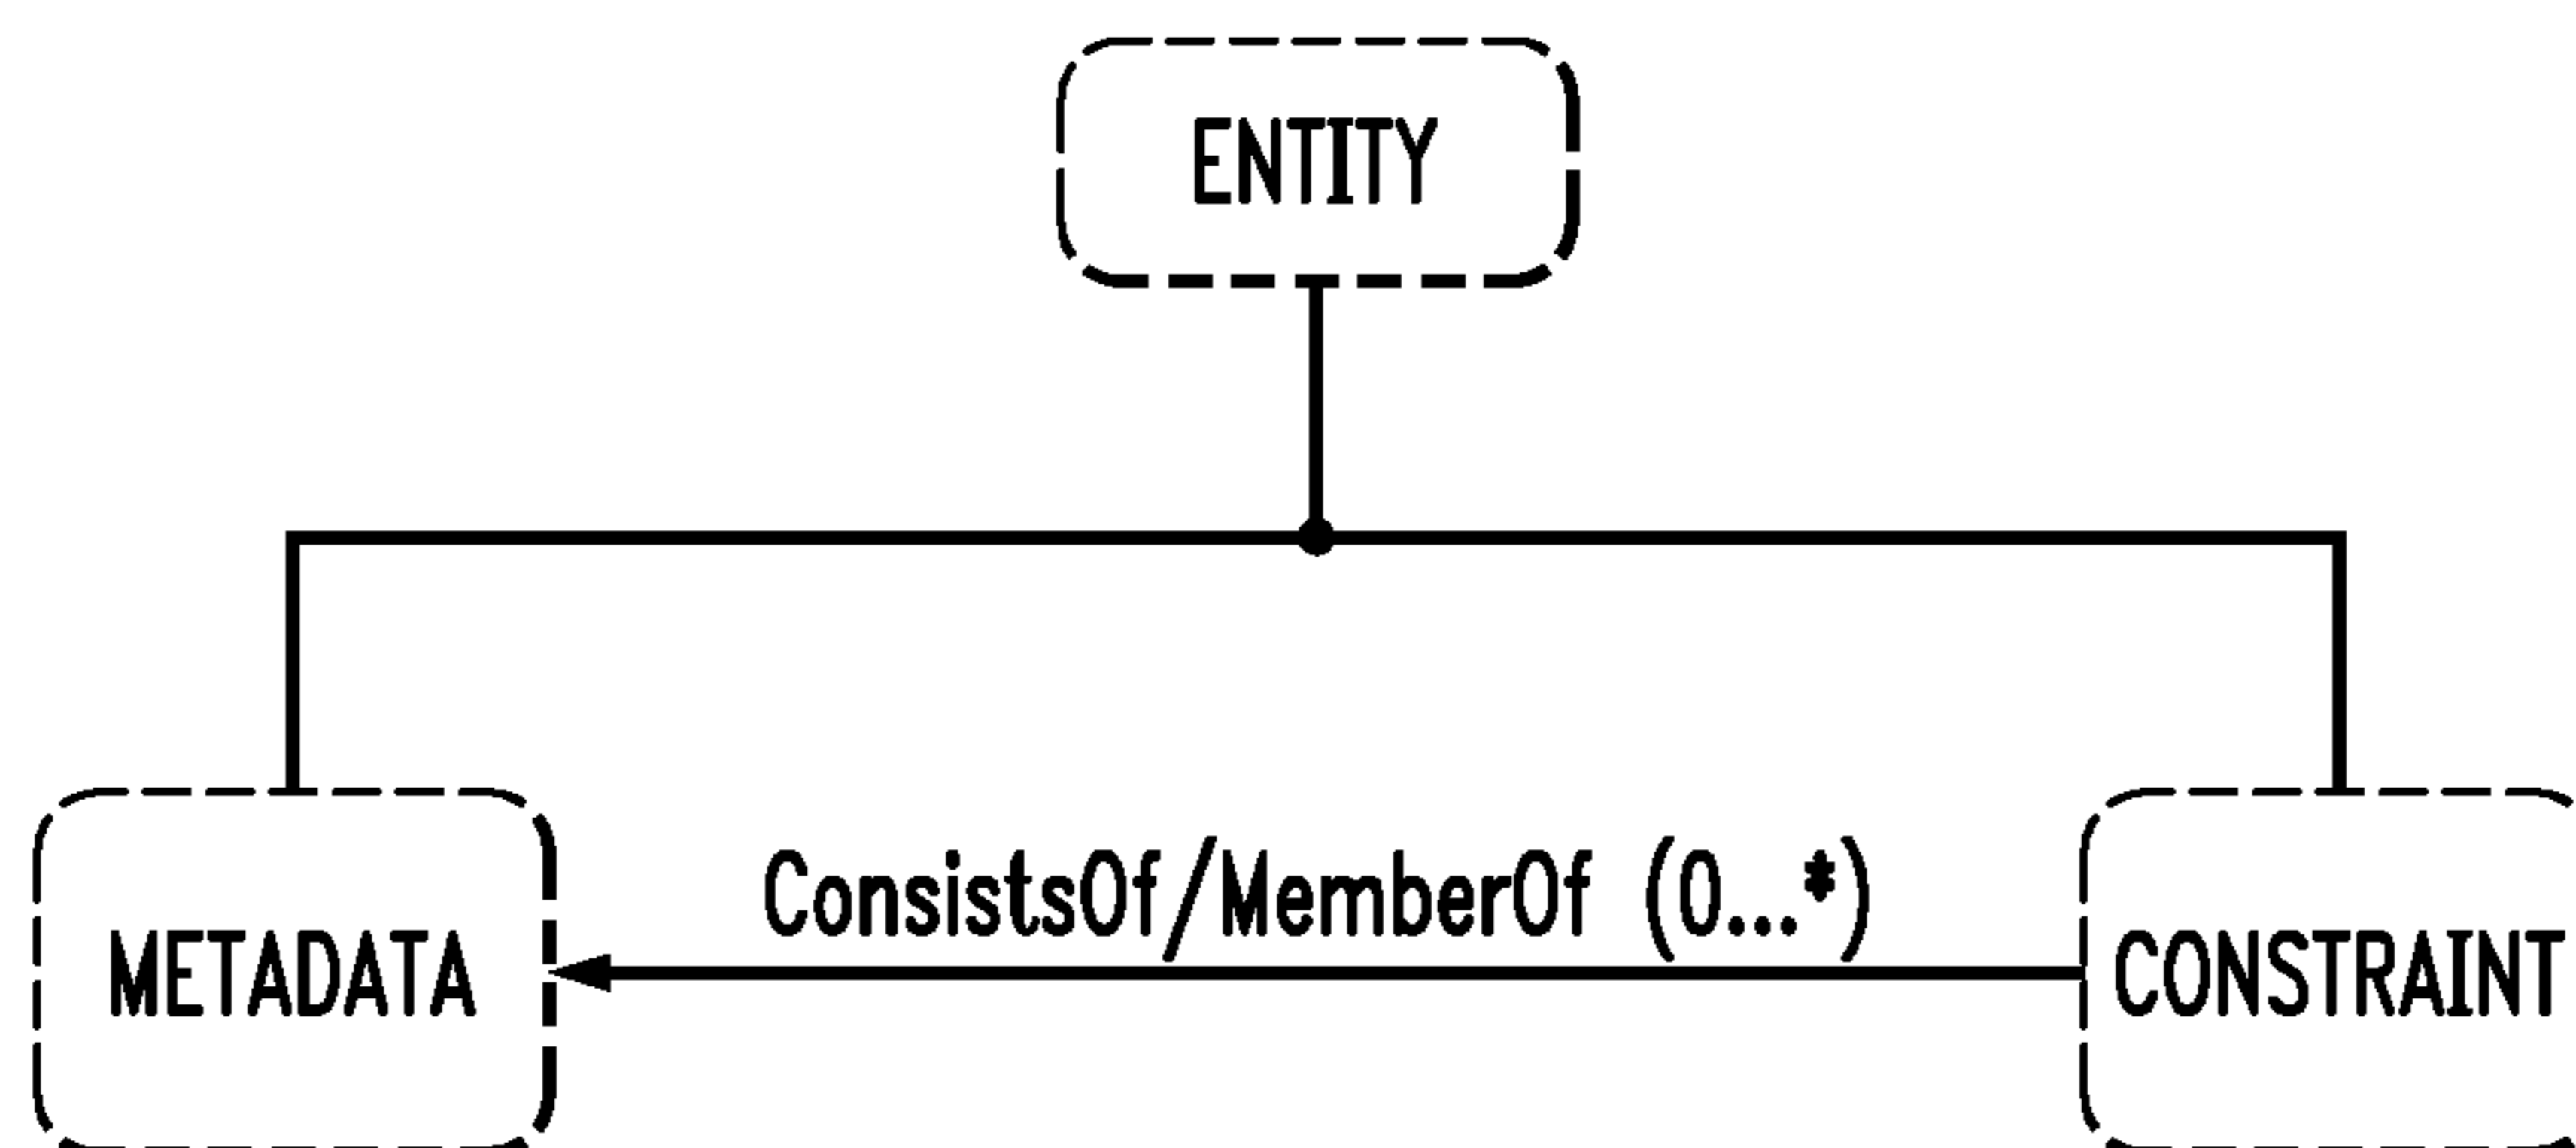 ENTITY
ConsistsOf/MemberOf (0...*)
METADATA
CONSTRAINT